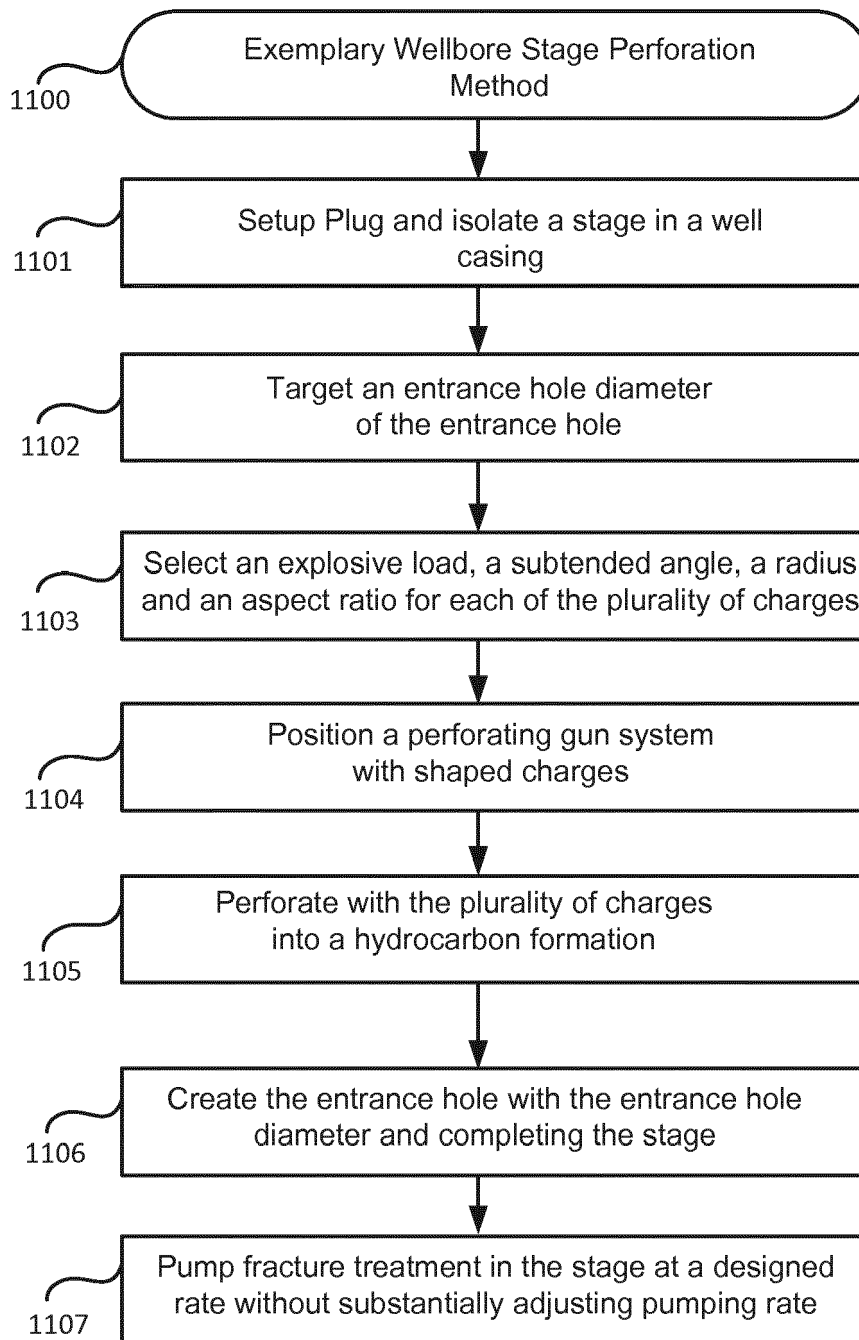 Exemplary Wellbore Stage Perforation
Method
1100
Setup Plug and isolate a stage in a well
casing
1101
Target an entrance hole diameter
of the entrance hole
1102
Select an explosive load, a subtended angle, a radius
and an aspect ratio for each of the plurality of charges
1103
Position a perforating gun system
with shaped charges
1104
Perforate with the plurality of charges
into a hydrocarbon formation
1105
Create the entrance hole with the entrance hole
diameter and completing the stage
1106
Pump fracture treatment in the stage at a designed
rate without substantially adjusting pumping rate
1107